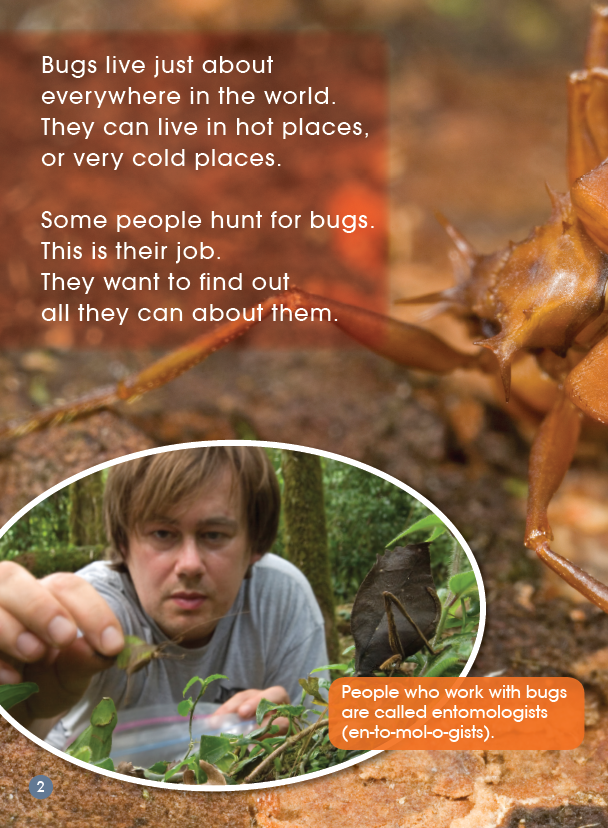 Bugs live just about
everywhere in the world.
They can live in hot places,
or very cold places.
Some people hunt for bugs.
This is their job.
They want to find out
all they can about them.
People who work with bugs
are called entomologists
(en-to-mol-o-gists).
2